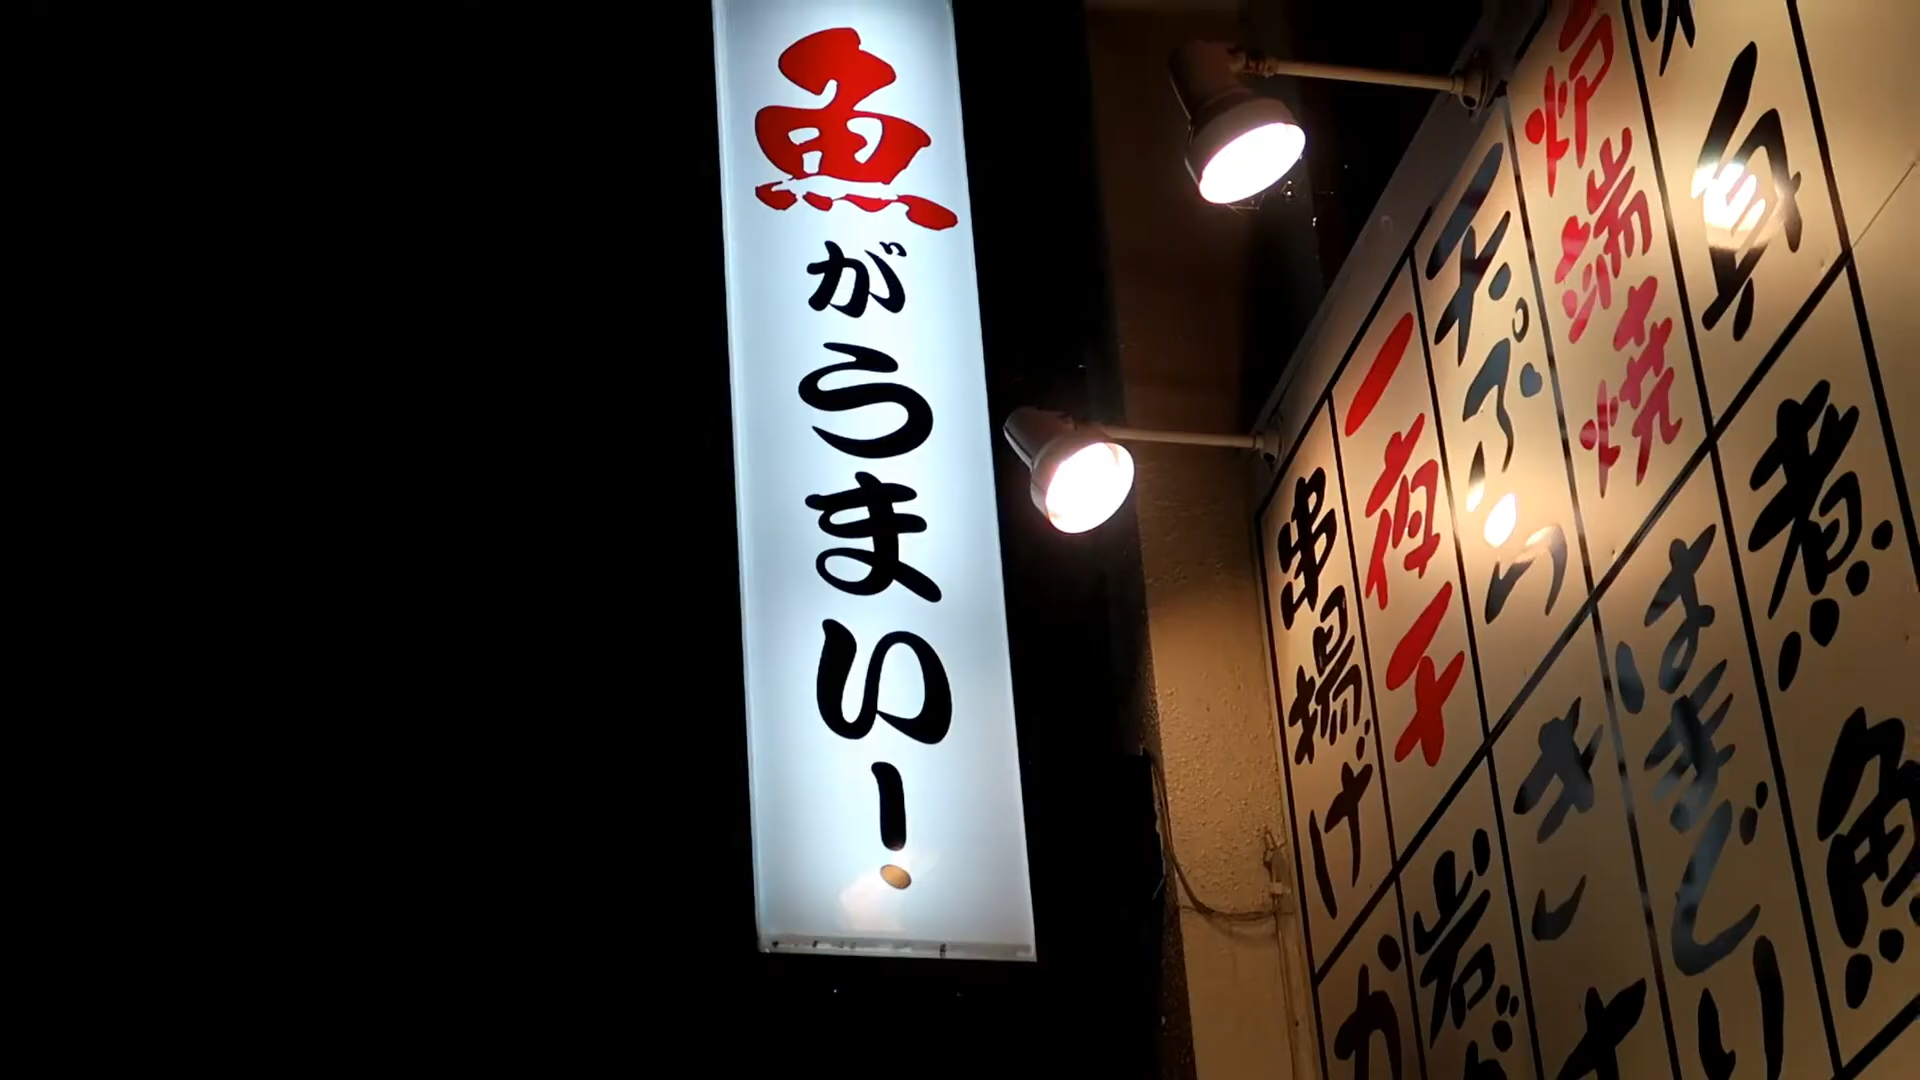 魚がうまい!
炉端焼
天ぷら
一夜干
串揚げ
煮魚
はまぐり